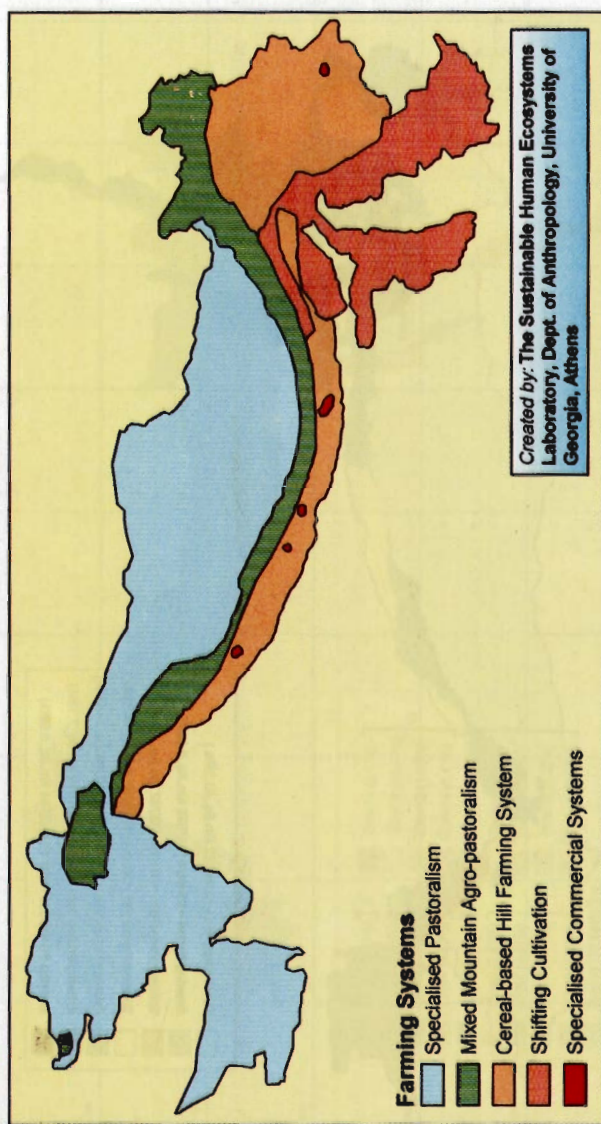 Farming Systems
Specialised Pastoralism
Mixed Mountain Agro-pastoralism
Cereal-based Hill Farming System
Shifting Cultivation
Specialised Commercial Systems
Created by: The Sustainable Human Ecosystems
Laboratory, Dept. of Anthropology, University of
Georgia, Athens